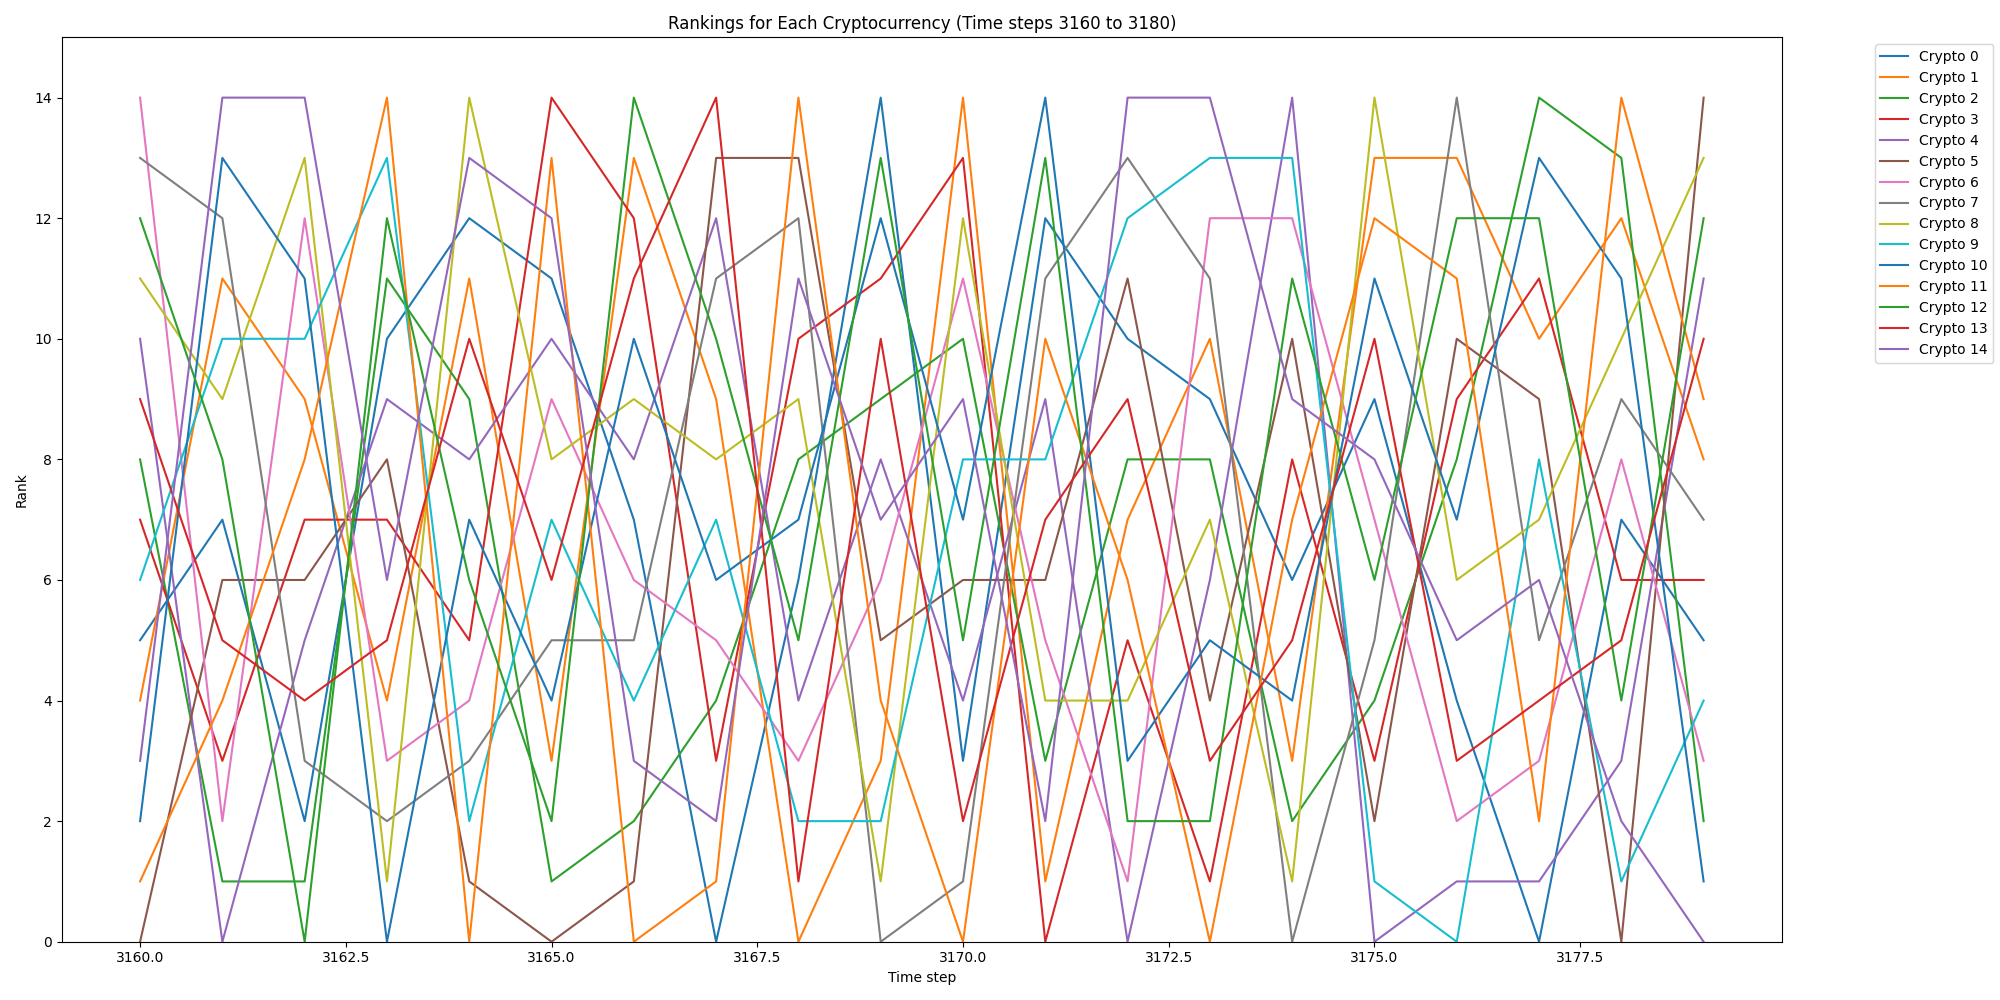 Rankings for Each Cryptocurrency (Time steps 3160 to 3180)
Rank
14
12
10
8
6
4
2
0
3160.0 3162.5 3165.0 3167.5 3170.0 3172.5 3175.0 3177.5
Time step
Crypto 0
Crypto 1
Crypto 2
Crypto 3
Crypto 4
Crypto 5
Crypto 6
Crypto 7
Crypto 8
Crypto 9
Crypto 10
Crypto 11
Crypto 12
Crypto 13
Crypto 14